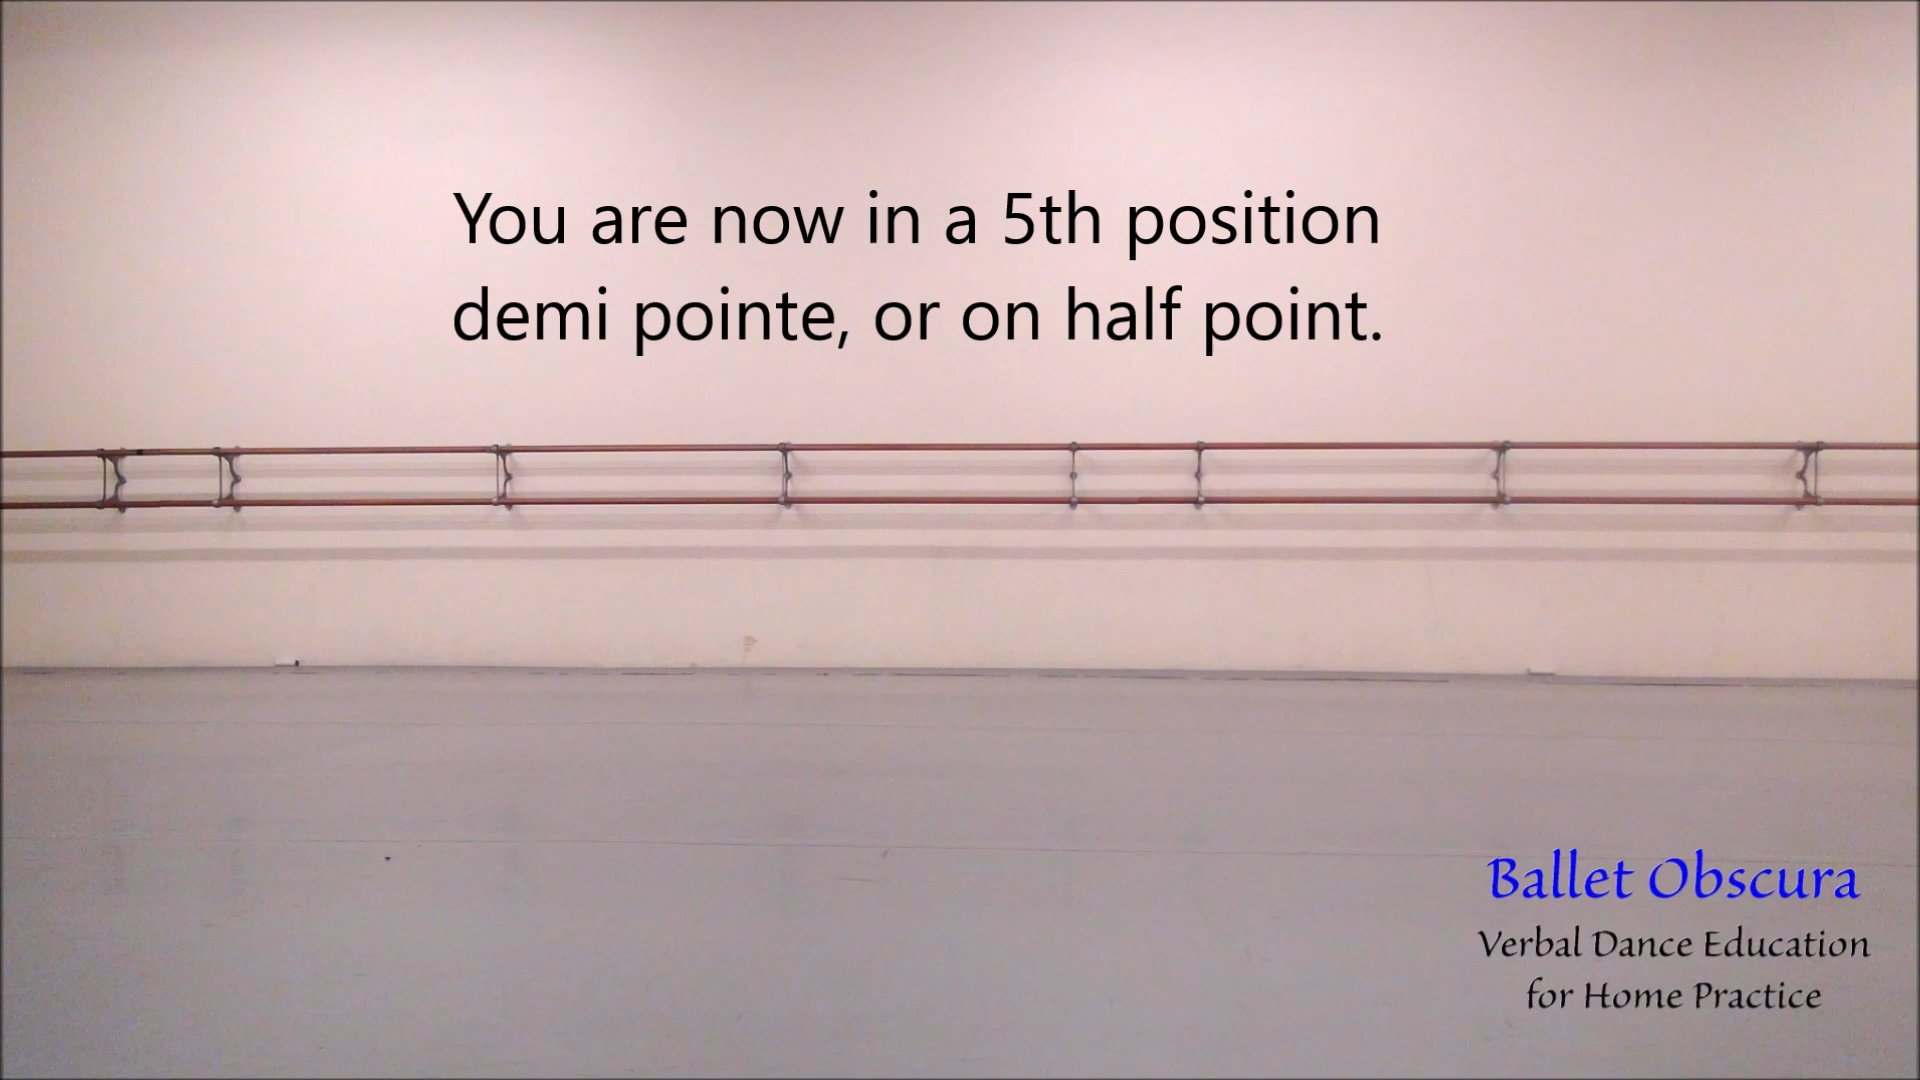 You are now in a 5th position
demi pointe, or on half point.
Ballet Obscura
Verbal Dance Education
for Home Practice